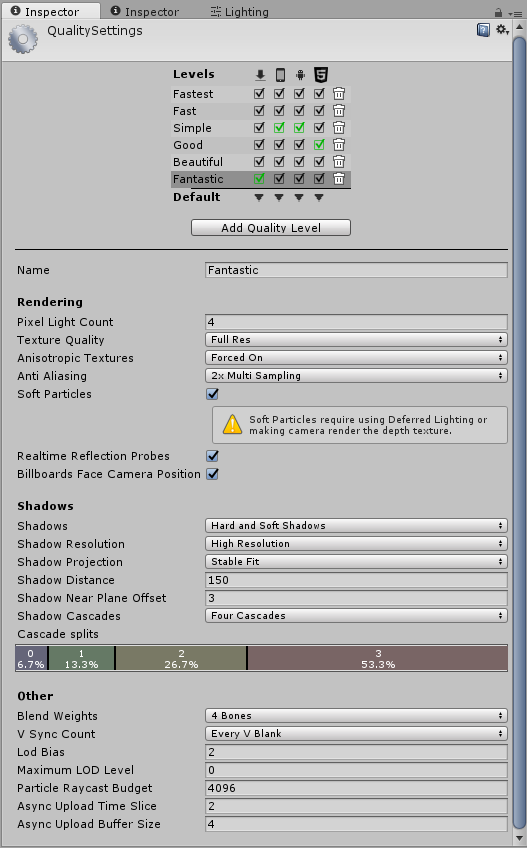 Inspector Inspector Lighting
QualitySettings
Levels
Fastest
Fast
Simple
Good
Beautiful
Fantastic
Default
Add Quality Level
Name Fantastic
Rendering
Pixel Light Count 4
Texture Quality Full Res
Anisotropic Textures Forced On
Anti Aliasing 2x Multi Sampling
Soft Particles
Soft Particles require using Deferred Lighting or
making camera render the depth texture.
Realtime Reflection Probes
Billboards Face Camera Position
Shadows
Shadows Hard and Soft Shadows
Shadow Resolution High Resolution
Shadow Projection Stable Fit
Shadow Distance 150
Shadow Near Plane Offset 3
Shadow Cascades Four Cascades
Cascade splits
0 1 2 3
6.7% 13.3% 26.7% 53.3%
Other
Blend Weights 4 Bones
V Sync Count Every V Blank
Lod Bias 2
Maximum LOD Level 0
Particle Raycast Budget 4096
Async Upload Time Slice 2
Async Upload Buffer Size 4